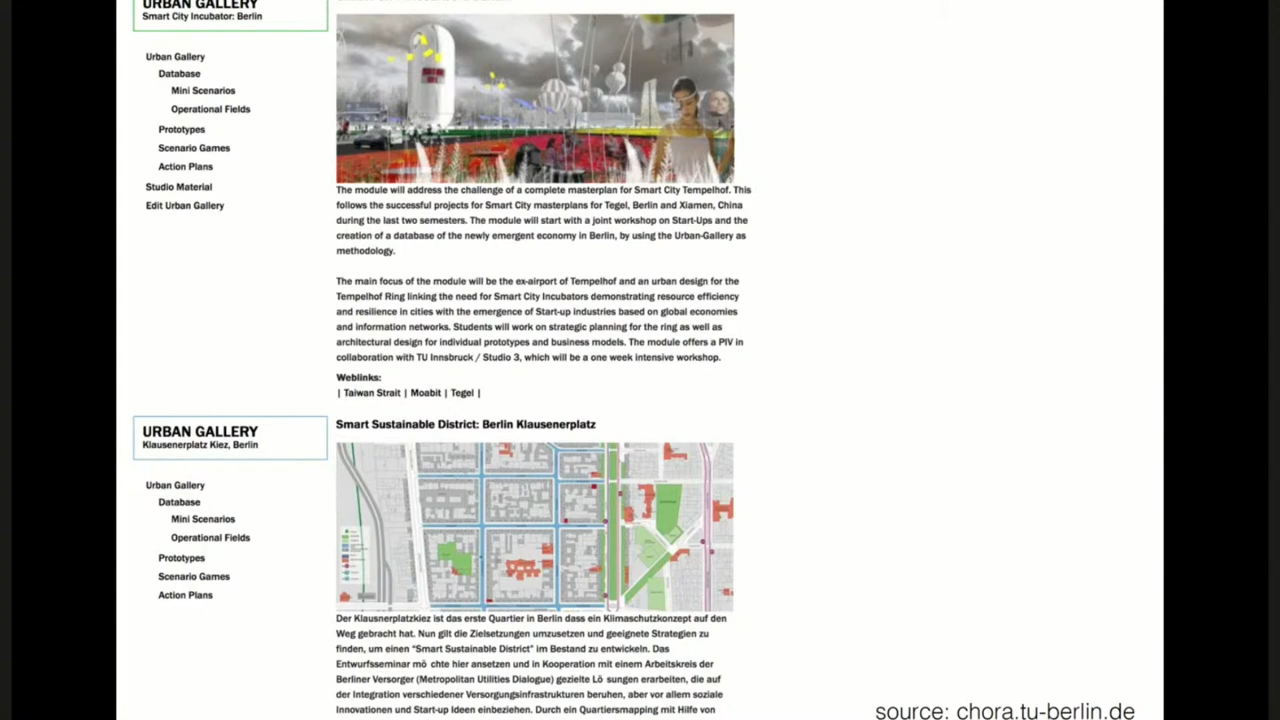 URBAN GALLERY
Smart City Incubator: Berlin
Urban Gallery
Database
Mini Scenarios
Operational Fields
Prototypes
Scenario Games
Action Plans
Studio Material
Edit Urban Gallery
The module will address the challenge of a complete masterplan for Smart City Tempelhof. This
follows the successful projects for Smart City masterplans for Tegel, Berlin and Xiamen, China
during the last two semesters. The module will start with a joint workshop on Start-Ups and the
creation of a database of the newly emergent economy in Berlin, by using the Urban-Gallery as
methodology.
The main focus of the module will be the ex-airport of Tempelhof and an urban design for the
Tempelhof Ring linking the need for Smart City Incubators demonstrating resource efficiency
and resilience in cities with the emergence of Start-up industries based on global economies
and information networks. Students will work on strategic planning for the ring as well as
architectural design for individual prototypes and business models. The module offers a PIV in
collaboration with TU Innsbruck / Studio 3, which will be a one week intensive workshop.
Weblinks:
| Taiwan Strait | Moabit | Tegel |
URBAN GALLERY
Klausenerplatz Kiez, Berlin
Urban Gallery
Database
Mini Scenarios
Operational Fields
Prototypes
Scenario Games
Action Plans
Smart Sustainable District: Berlin Klausenerplatz
Der Klausnerplatzkiez ist das erste Quartier in Berlin dass ein Klimaschutzkonzept auf den
Weg gebracht hat. Nun gilt die Zielsetzungen umzusetzen und geeignete Strategien zu
finden, um einen "Smart Sustainable District" im Bestand zu entwickeln. Das
Entwurfsseminar mö chte hier ansetzen und in Kooperation mit einem Arbeitskreis der
Berliner Versorger (Metropolitan Utilities Dialogue) gezielte Lö sungen erarbeiten, die auf
der Integration verschiedener Versorgungsinfrastrukturen beruhen, aber vor allem soziale
Innovationen und Start-up Ideen einbeziehen. Durch ein Quartiersmapping mit Hilfe von
source: chora.tu-berlin.de